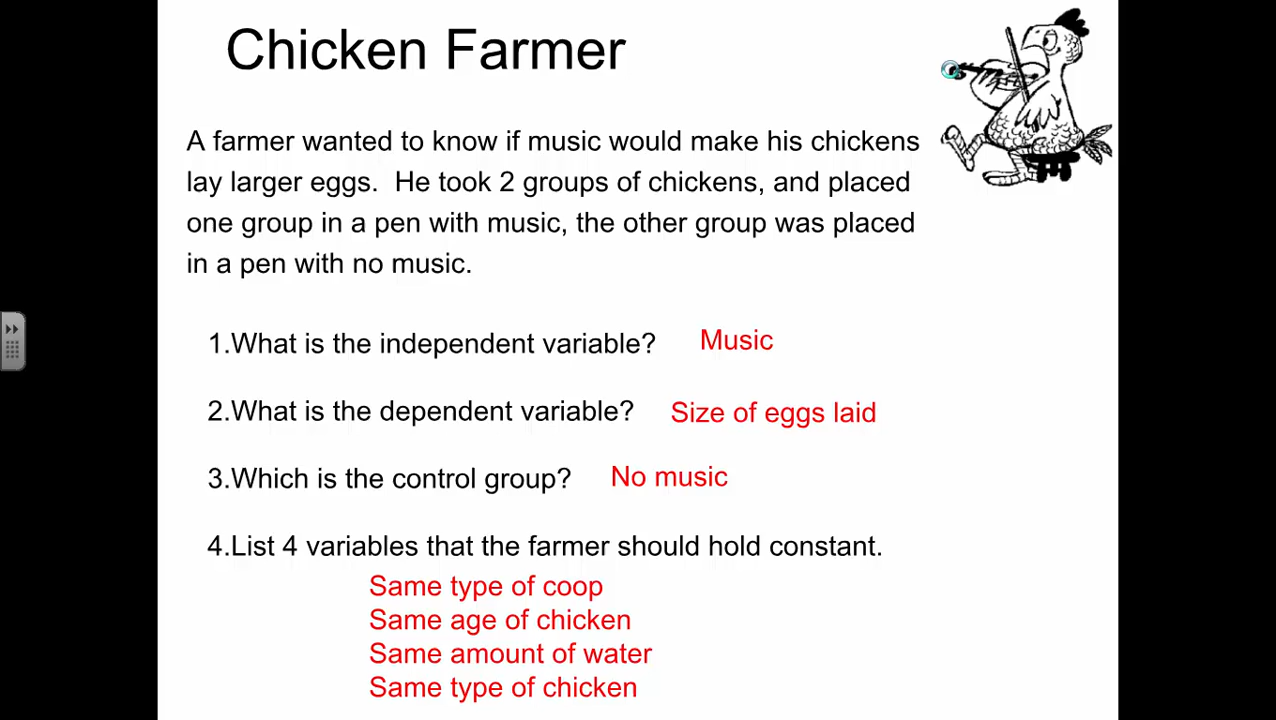 Chicken Farmer
A farmer wanted to know if music would make his chickens
lay larger eggs. He took 2 groups of chickens, and placed
one group in a pen with music, the other group was placed
in a pen with no music.
1.What is the independent variable? Music
2.What is the dependent variable? Size of eggs laid
3.Which is the control group? No music
4.List 4 variables that the farmer should hold constant.
Same type of coop
Same age of chicken
Same amount of water
Same type of chicken